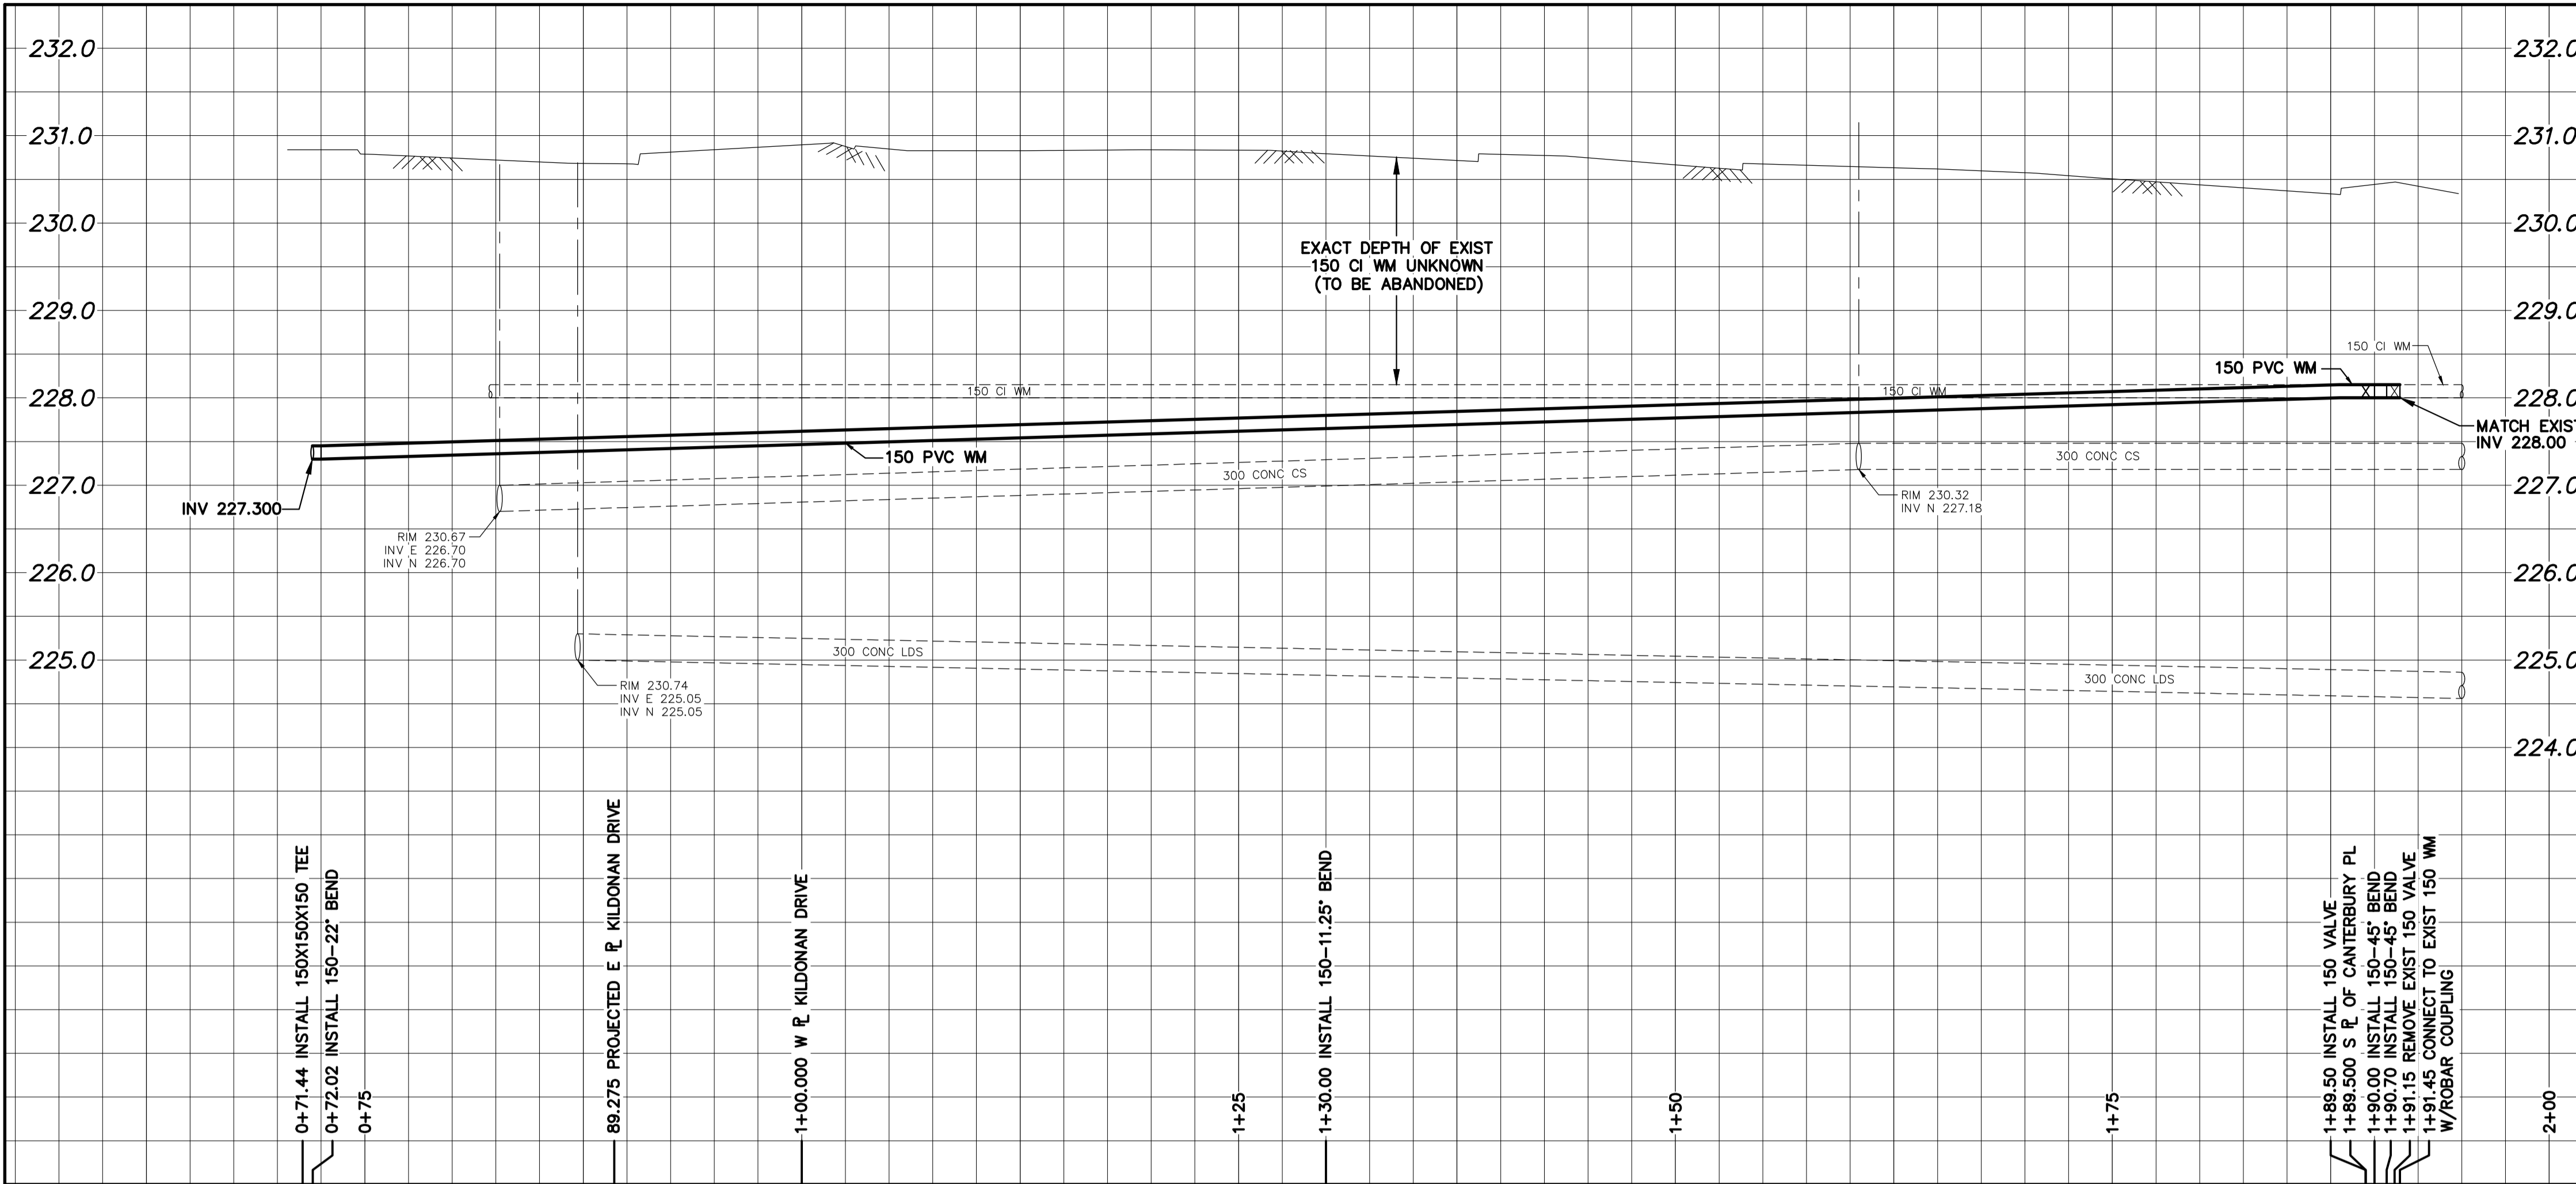 232.0
232.0
231.0
231.0
230.0
230.0
EXACT DEPTH OF EXIST
150 CI WM UNKNOWN
(TO BE ABANDONED)
229.0
229.0
150 CI WM
150 PVC WM
150 CI WM
150 CI WM
228.0
228.0
MATCH EXIST
INV 228.00
150 PVC WM
300 CONC CS
300 CONC CS
227.0
227.0
INV 227.300
RIM 230.32
INV N 227.18
RIM 230.67
INV E 226.70
INV N 226.70
226.0
226.0
300 CONC LDS
300 CONC LDS
225.0
225.0
RIM 230.74
INV E 225.05
INV N 225.05
224.0
0+71.44 INSTALL 150X150X150 TEE
0+72.02 INSTALL 150-22° BEND
0+75
89.275 PROJECTED E PL KILDONAN DRIVE
1+00.000 W PL KILDONAN DRIVE
1+25
1+30.00 INSTALL 150-11.25° BEND
1+50
1+75
1+89.50 INSTALL 150 VALVE
1+89.500 S PL OF CANTERBURY PL
1+90.00 INSTALL 150-45° BEND
1+90.70 INSTALL 150-45° BEND
1+91.15 REMOVE EXIST 150 VALVE
1+91.45 CONNECT TO EXIST 150 WM
W/ROBAR COUPLING
2+00